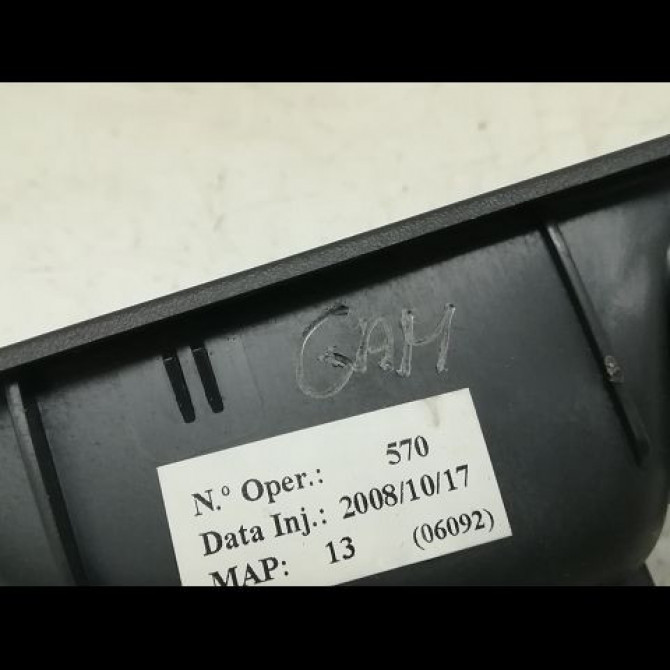 GAM
N.º Oper.: 570
Data Inj.: 2008/10/17
MAP: 13 (06092)